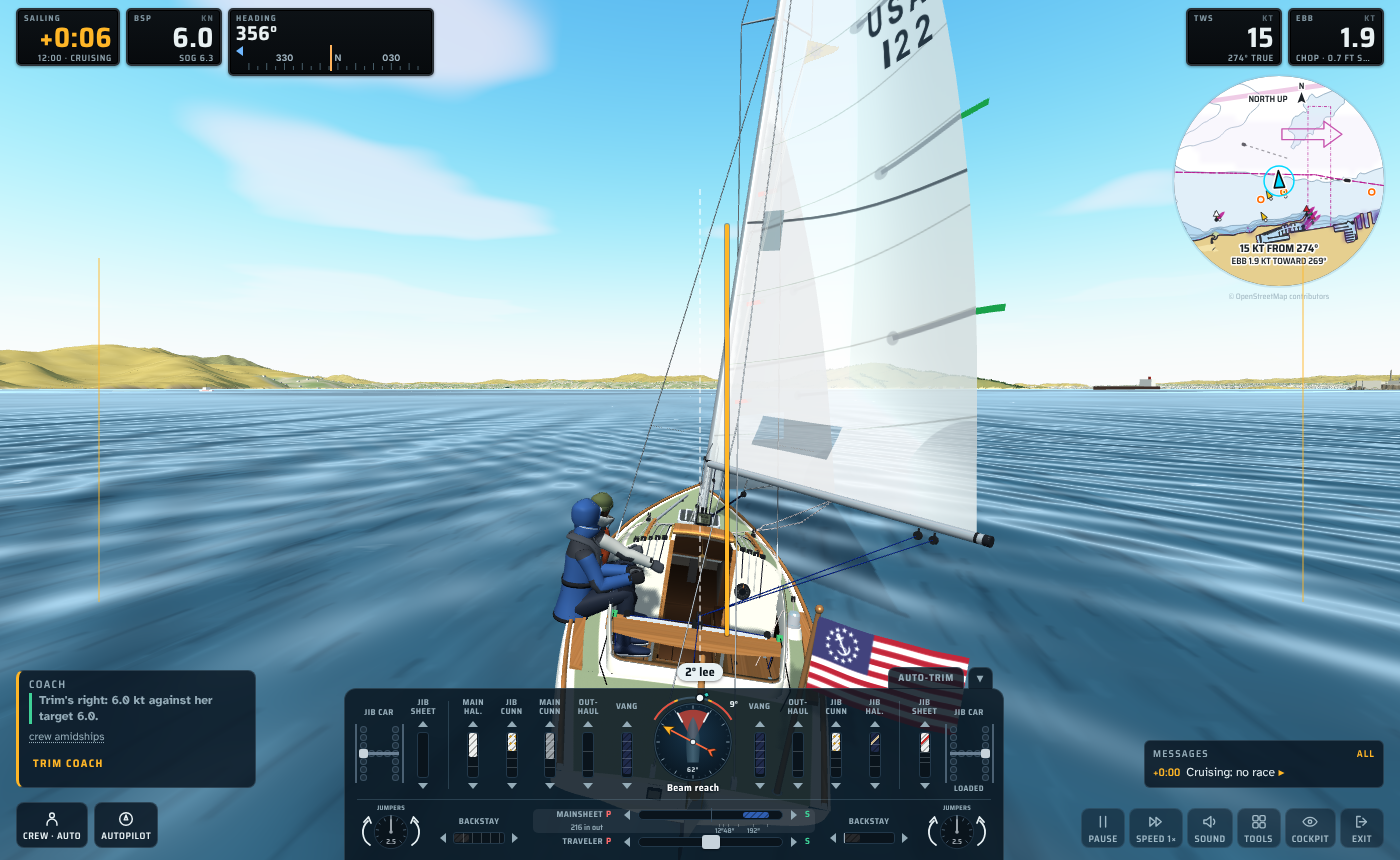 SAILING
+0:06
12:00 · CRUISING
BSP KN
6.0
SOG 6.3
HEADING
356°
330 N 030
TWS KT
15
274° TRUE
EBB KT
1.9
CHOP · 0.7 FT S...
USA
122
N
NORTH UP
15 KT FROM 274°
EBB 1.9 KT TOWARD 269°
© OpenStreetMap contributors
COACH
Trim's right: 6.0 kt against her
target 6.0.
crew amidships
TRIM COACH
CREW · AUTO
AUTOPILOT
2° lee
AUTO-TRIM ▼
JIB CAR
JIB SHEET
MAIN HAL.
JIB CUNN
MAIN CUNN
OUT-HAUL
VANG
9°
62°
Beam reach
VANG
OUT-HAUL
JIB CUNN
JIB HAL.
JIB SHEET
JIB CAR
LOADED
JUMPERS
2.5
BACKSTAY
MAINSHEET P S
216 in out 12°48' 192"
TRAVELER P S
BACKSTAY
JUMPERS
2.5
MESSAGES ALL
+0:00 Cruising: no race ▸
PAUSE
SPEED 1×
SOUND
TOOLS
COCKPIT
EXIT